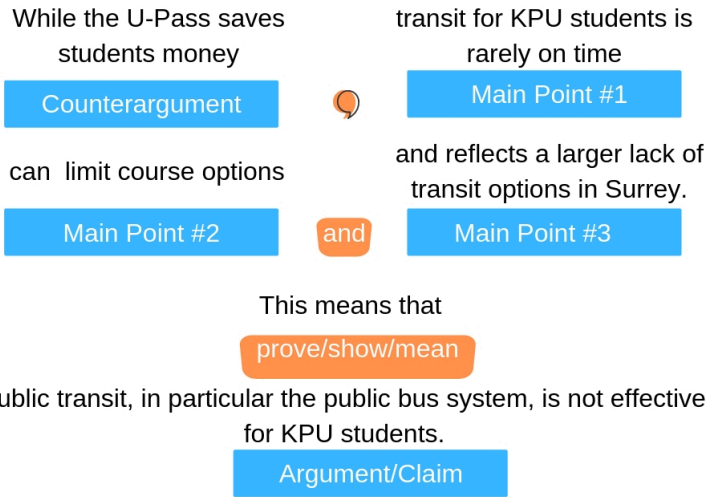 While the U-Pass saves
students money
Counterargument
,
transit for KPU students is
rarely on time
Main Point #1
can  limit course options
Main Point #2
and
and reflects a larger lack of
transit options in Surrey.
Main Point #3
This means that
prove/show/mean
ublic transit, in particular the public bus system, is not effective
for KPU students.
Argument/Claim